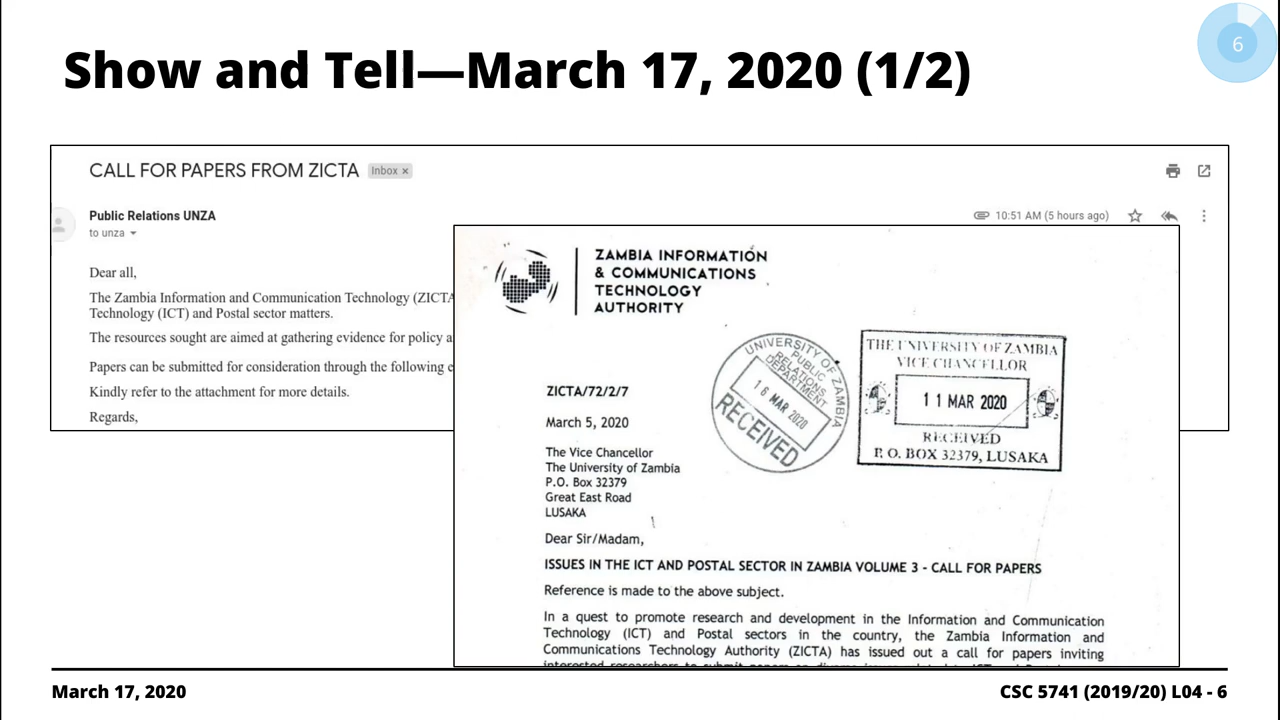 Show and Tell—March 17, 2020 (1/2)
6
CALL FOR PAPERS FROM ZICTA Inbox ×
Public Relations UNZA
10:51 AM (5 hours ago)
to unza
Dear all,
The Zambia Information and Communication Technology (ZICTA
Technology (ICT) and Postal sector matters.
The resources sought are aimed at gathering evidence for policy a
Papers can be submitted for consideration through the following e
Kindly refer to the attachment for more details.
Regards,
ZAMBIA INFORMATION
& COMMUNICATIONS
TECHNOLOGY
AUTHORITY
UNIVERSITY OF ZAMBIA
PUBLIC
RELATIONS
DEPARTMENT
16 MAR 2020
RECEIVED
THE UNIVERSITY OF ZAMBIA
VICE CHANCELLOR
11 MAR 2020
RECEIVED
P. O. BOX 32379, LUSAKA
ZICTA/72/2/7
March 5, 2020
The Vice Chancellor
The University of Zambia
P.O. Box 32379
Great East Road
LUSAKA
Dear Sir/Madam,
ISSUES IN THE ICT AND POSTAL SECTOR IN ZAMBIA VOLUME 3 - CALL FOR PAPERS
Reference is made to the above subject.
In a quest to promote research and development in the Information and Communication
Technology (ICT) and Postal sectors in the country, the Zambia Information and
Communications Technology Authority (ZICTA) has issued out a call for papers inviting
interested researchers to submit papers on diverse issues
March 17, 2020
CSC 5741 (2019/20) L04 - 6